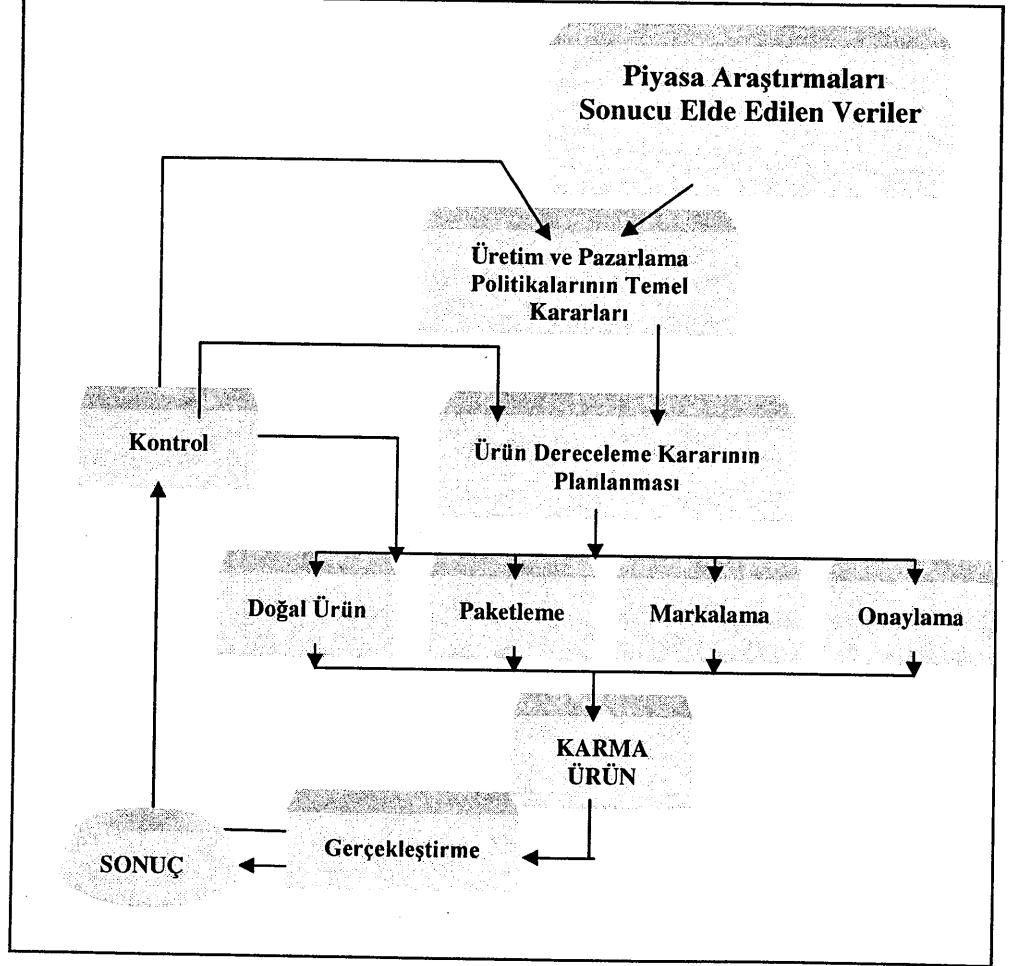 Piyasa Araştırmaları
Sonucu Elde Edilen Veriler
Üretim ve Pazarlama
Politikalarının Temel
Kararları
Kontrol
Ürün Dereceleme Kararının
Planlanması
Doğal Ürün
Paketleme
Markalama
Onaylama
KARMA
ÜRÜN
Gerçekleştirme
SONUÇ